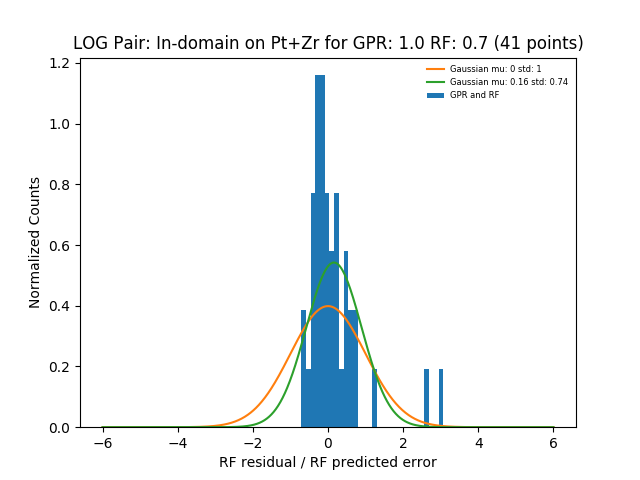 LOG Pair: In-domain on Pt+Zr for GPR: 1.0 RF: 0.7 (41 points)
Gaussian mu: 0 std: 1
Gaussian mu: 0.16 std: 0.74
GPR and RF
Normalized Counts
1.2
1.0
0.8
0.6
0.4
0.2
0.0
−6 −4 −2 0 2 4 6
RF residual / RF predicted error